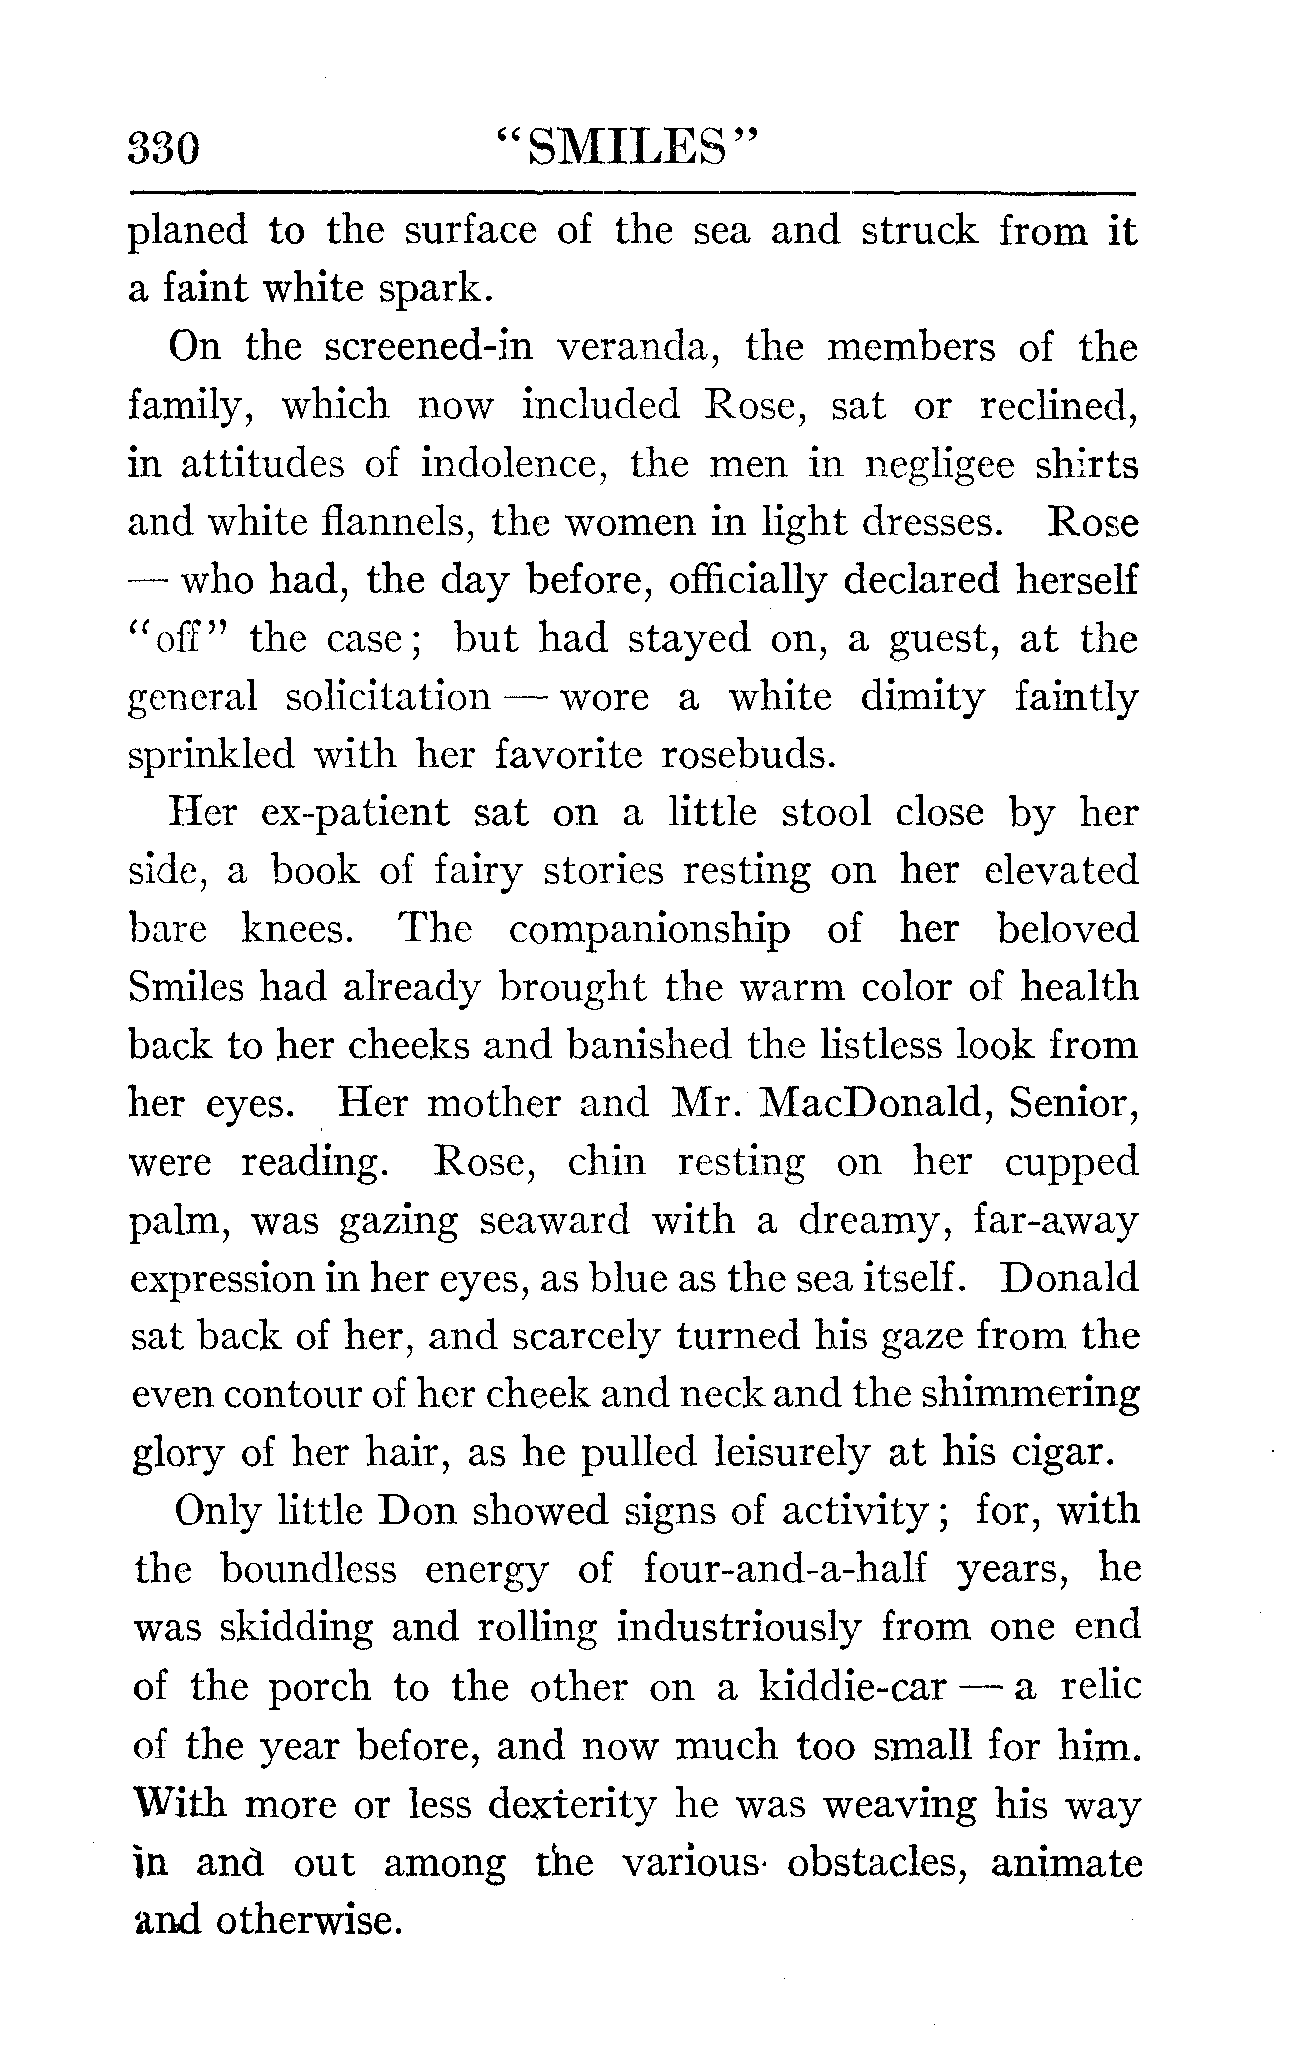 330 "SMILES"
planed to the surface of the sea and struck from it
a faint white spark.
On the screened-in veranda, the members of the
family, which now included Rose, sat or reclined,
in attitudes of indolence, the men in negligee shirts
and white flannels, the women in light dresses. Rose
— who had, the day before, officially declared herself
"off" the case; but had stayed on, a guest, at the
general solicitation — wore a white dimity faintly
sprinkled with her favorite rosebuds.
Her ex-patient sat on a little stool close by her
side, a book of fairy stories resting on her elevated
bare knees. The companionship of her beloved
Smiles had already brought the warm color of health
back to her cheeks and banished the listless look from
her eyes. Her mother and Mr. MacDonald, Senior,
were reading. Rose, chin resting on her cupped
palm, was gazing seaward with a dreamy, far-away
expression in her eyes, as blue as the sea itself. Donald
sat back of her, and scarcely turned his gaze from the
even contour of her cheek and neck and the shimmering
glory of her hair, as he pulled leisurely at his cigar.
Only little Don showed signs of activity; for, with
the boundless energy of four-and-a-half years, he
was skidding and rolling industriously from one end
of the porch to the other on a kiddie-car — a relic
of the year before, and now much too small for him.
With more or less dexterity he was weaving his way
in and out among the various obstacles, animate
and otherwise.